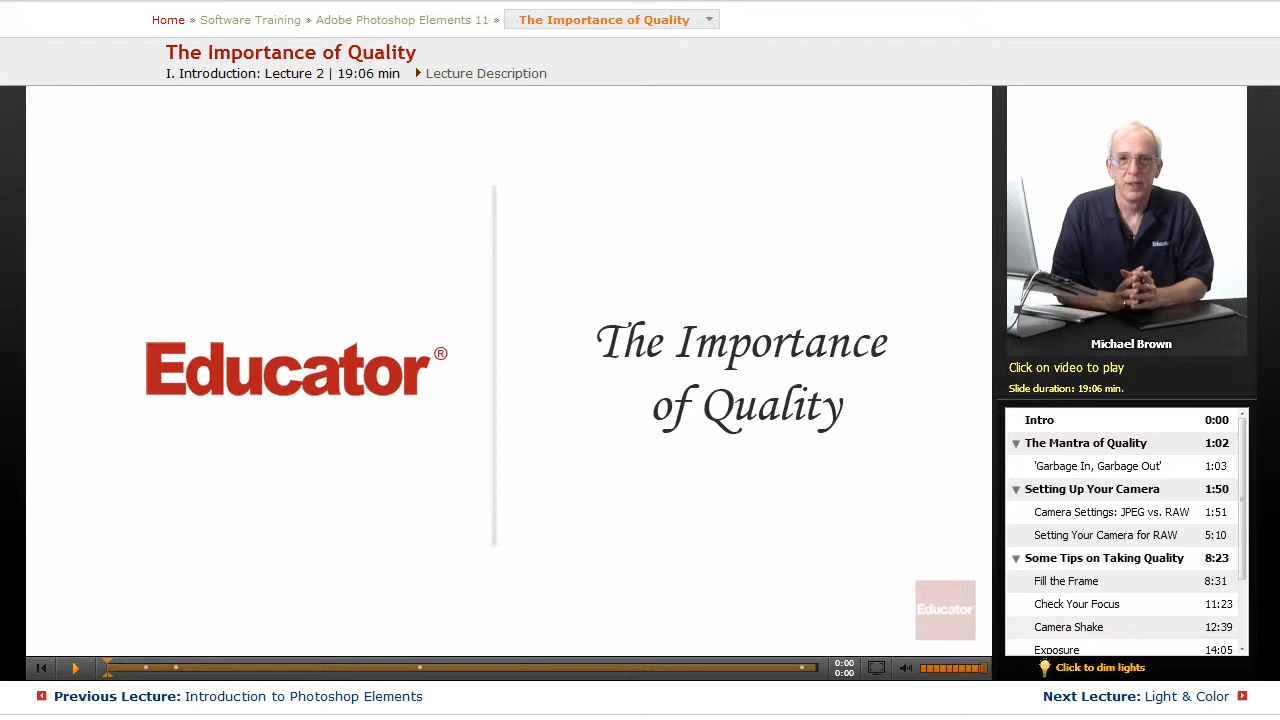 Home » Software Training » Adobe Photoshop Elements 11 » The Importance of Quality
The Importance of Quality
I. Introduction: Lecture 2 | 19:06 min Lecture Description
Educator®
The Importance
of Quality
Educator
Michael Brown
Click on video to play
Slide duration: 19:06 min.
Intro 0:00
The Mantra of Quality 1:02
'Garbage In, Garbage Out' 1:03
Setting Up Your Camera 1:50
Camera Settings: JPEG vs. RAW 1:51
Setting Your Camera for RAW 5:10
Some Tips on Taking Quality 8:23
Fill the Frame 8:31
Check Your Focus 11:23
Camera Shake 12:39
Exposure 14:05
0:00
0:00
Click to dim lights
Previous Lecture: Introduction to Photoshop Elements
Next Lecture: Light & Color